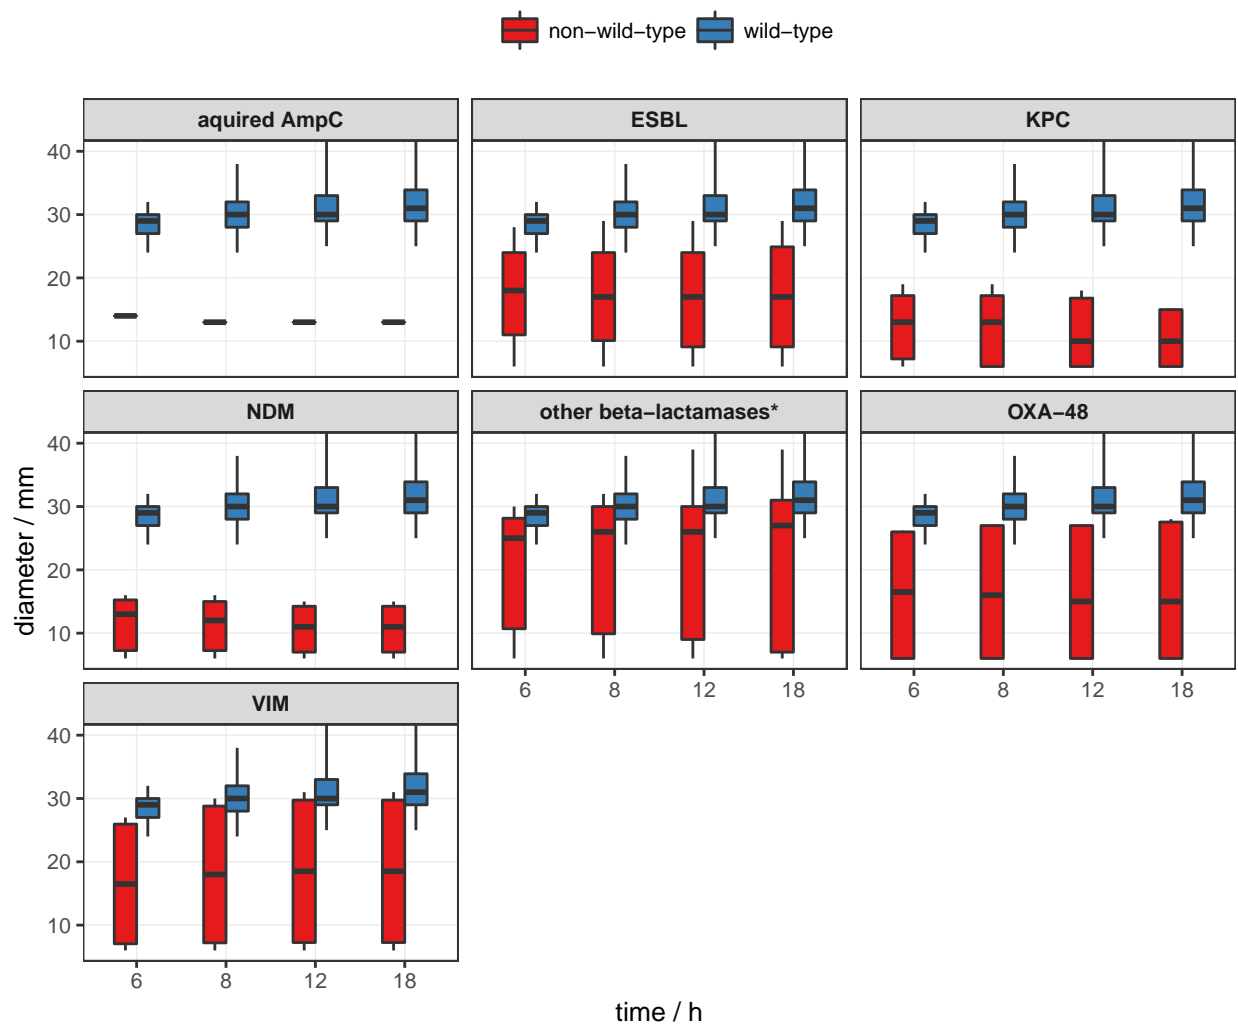 non−wild−type wild−type
aquired AmpC ESBL KPC
40
30
20
10
NDM other beta−lactamases* OXA−48
40
30
20
10
6 8 12 18 6 8 12 18
VIM
40
30
20
10
6 8 12 18
diameter / mm
time / h